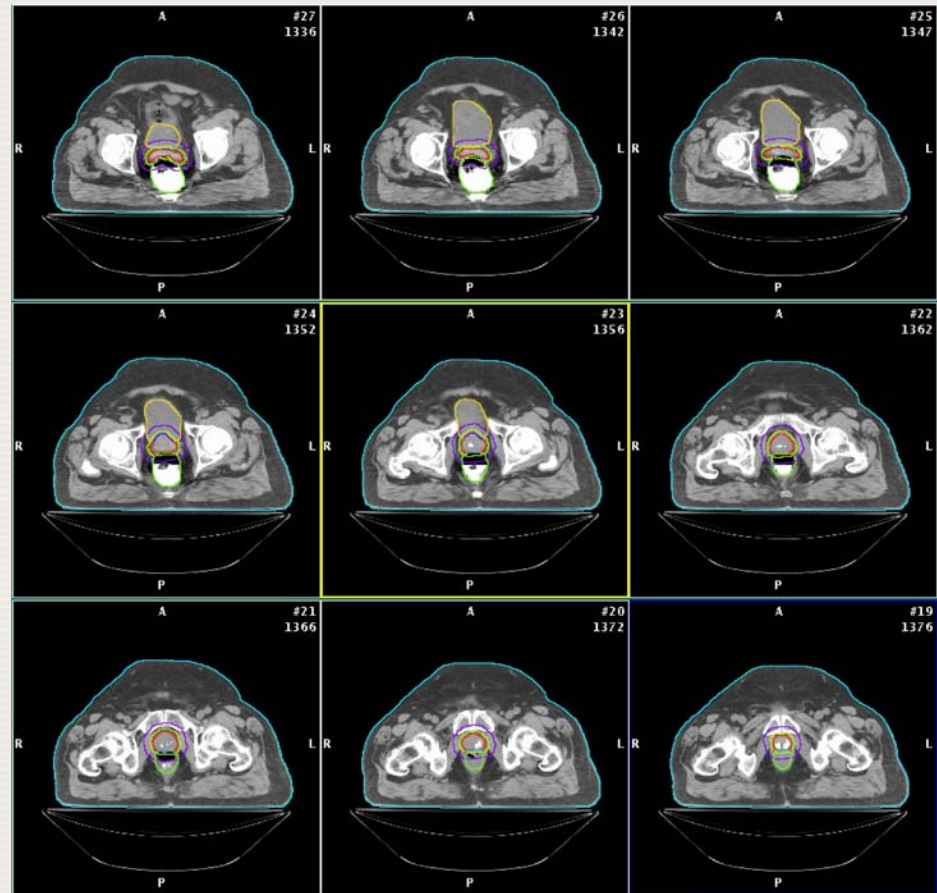 A #27
1336
R L
P
A #26
1342
R L
P
A #25
1347
R L
P
A #24
1352
R L
P
A #23
1356
R L
P
A #22
1362
R L
P
A #21
1366
R L
P
A #20
1372
R L
P
A #19
1376
R L
P